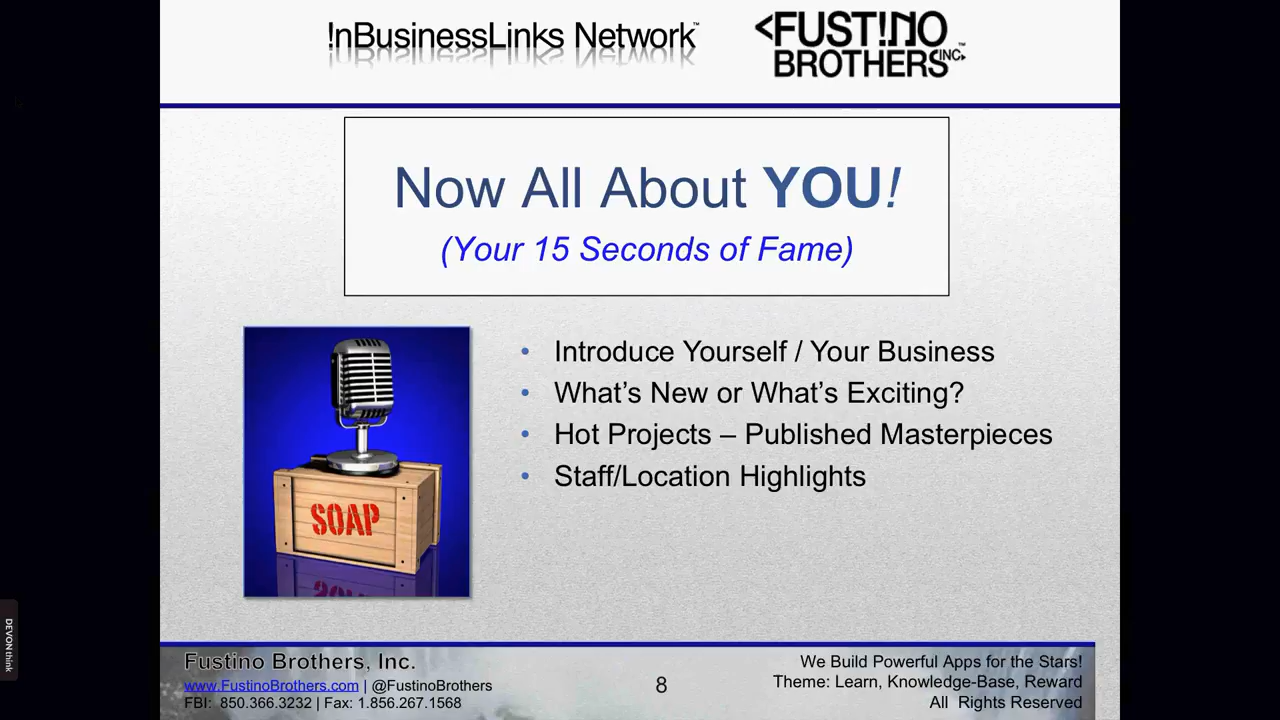 !nBusinessLinks Network™
<FUST!NO
BROTHERS INC.™
Now All About YOU!
(Your 15 Seconds of Fame)
• Introduce Yourself / Your Business
• What’s New or What’s Exciting?
• Hot Projects – Published Masterpieces
• Staff/Location Highlights
SOAP
Fustino Brothers, Inc.
www.FustinoBrothers.com | @FustinoBrothers
FBI: 850.366.3232 | Fax: 1.856.267.1568
8
We Build Powerful Apps for the Stars!
Theme: Learn, Knowledge-Base, Reward
All Rights Reserved
DEVONthink